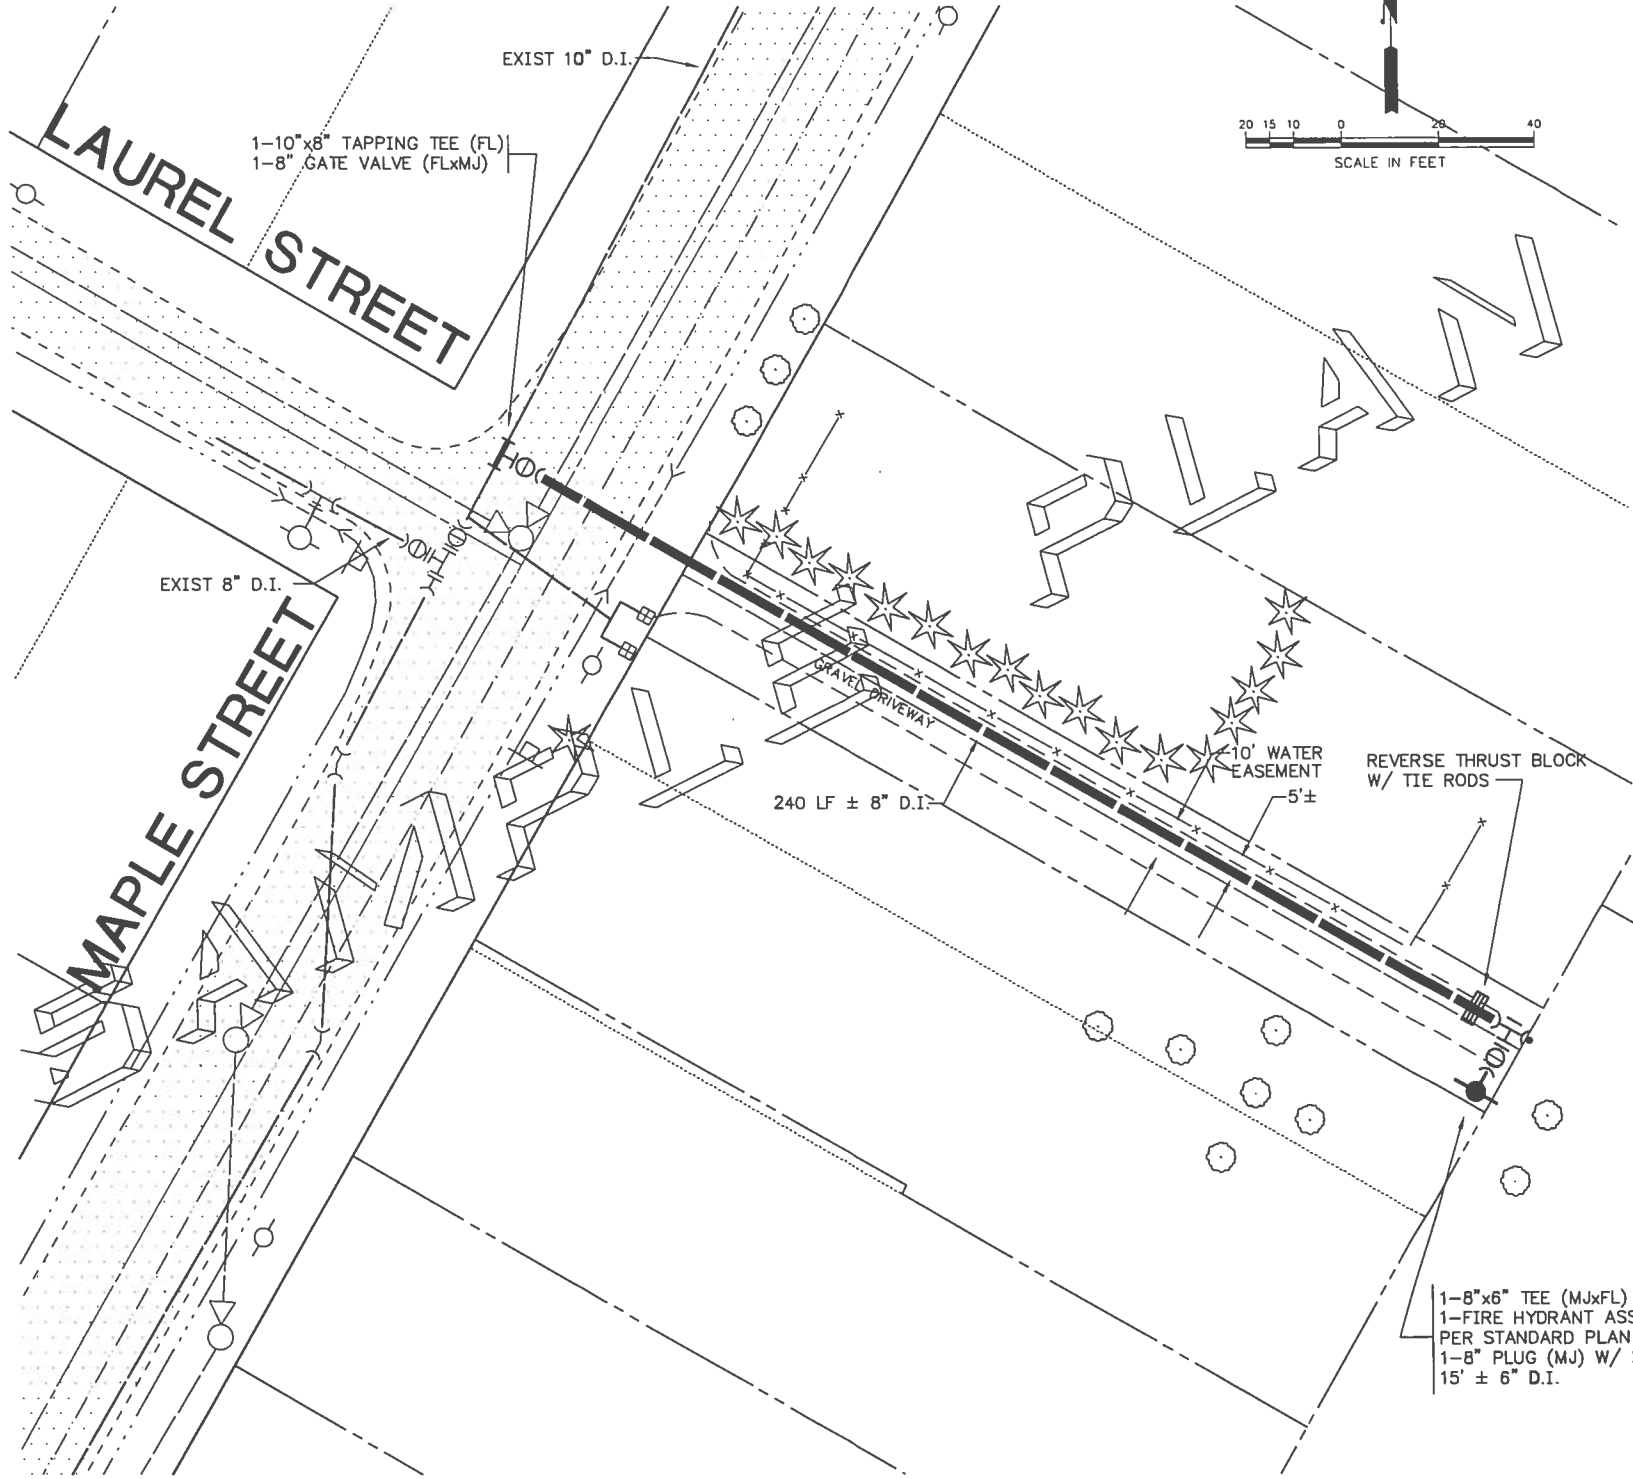 EXIST 10" D.I.
20 15 10 0 20 40
SCALE IN FEET
1-10"x8" TAPPING TEE (FL)
1-8" GATE VALVE (FLxMJ)
LAUREL STREET
EXIST 8" D.I.
MAPLE STREET
SAMPLE PLAN
GRAVEL DRIVEWAY
240 LF ± 8" D.I.
10' WATER
EASEMENT
5'±
REVERSE THRUST BLOCK
W/ TIE RODS
1-8"x6" TEE (MJxFL)
1-FIRE HYDRANT ASS
PER STANDARD PLAN
1-8" PLUG (MJ) W/
15' ± 6" D.I.